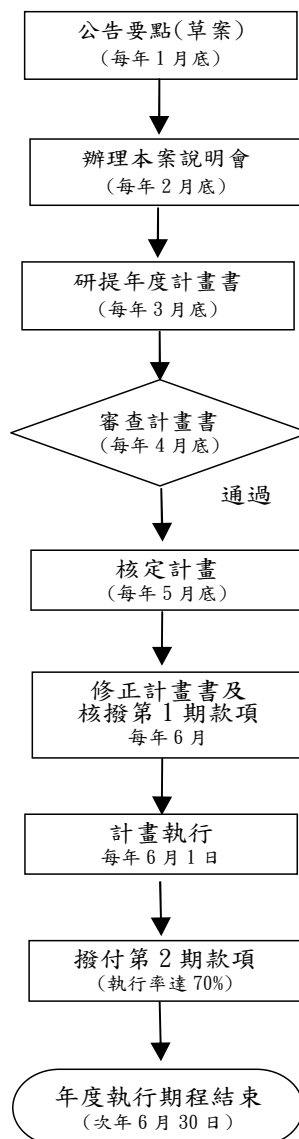 公告要點(草案)
(每年1月底)
辦理本案說明會
(每年2月底)
研提年度計畫書
(每年3月底)
審查計畫書
(每年4月底)
通過
核定計畫
(每年5月底)
修正計畫書及
核撥第1期款項
每年6月
計畫執行
每年6月1日
撥付第2期款項
(執行率達70%)
年度執行期程結束
(次年6月30日)